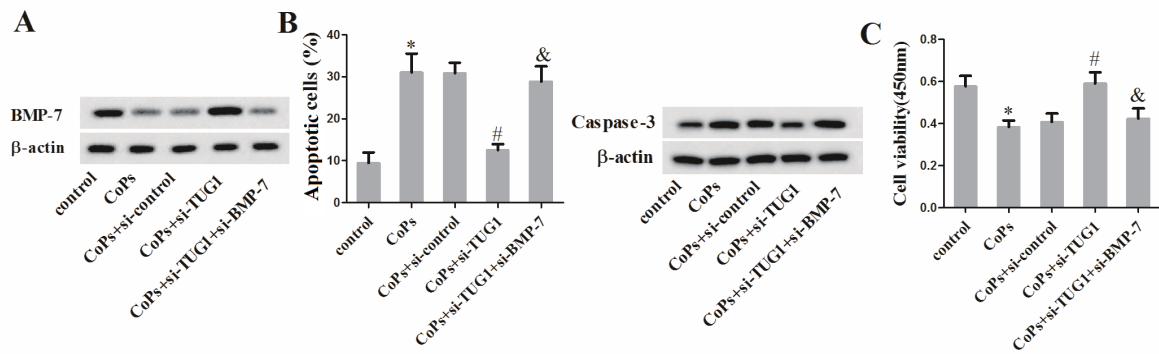 A
BMP-7
β-actin
control
CoPs
CoPs+si-control
CoPs+si-TUG1
CoPs+si-TUG1+si-BMP-7
B
Apoptotic cells (%)
40
30
20
10
0
*
#
&
control
CoPs
CoPs+si-control
CoPs+si-TUG1
CoPs+si-TUG1+si-BMP-7
Caspase-3
β-actin
control
CoPs
CoPs+si-control
CoPs+si-TUG1
CoPs+si-TUG1+si-BMP-7
C
Cell viability(450nm)
0.8
0.6
0.4
0.2
0.0
*
#
&
control
CoPs
CoPs+si-control
CoPs+si-TUG1
CoPs+si-TUG1+si-BMP-7